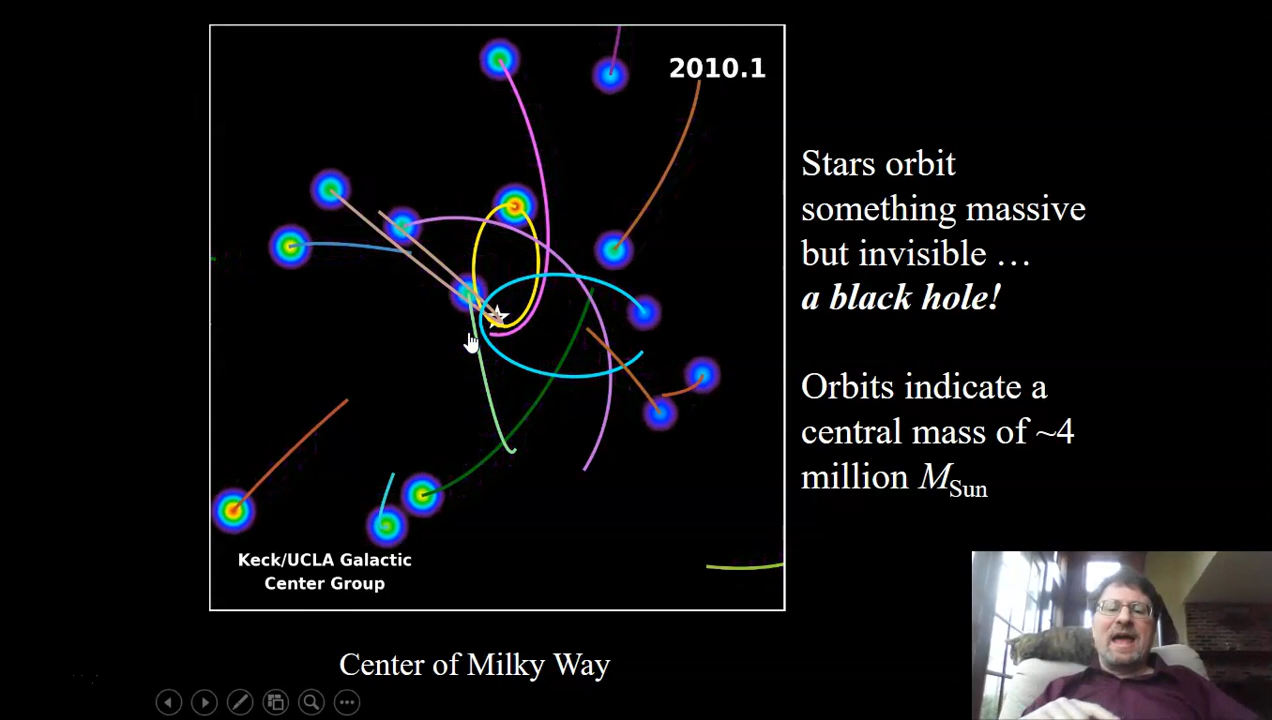 2010.1
Stars orbit
something massive
but invisible …
a black hole!
Orbits indicate a
central mass of ~4
million MSun
Keck/UCLA Galactic
Center Group
Center of Milky Way